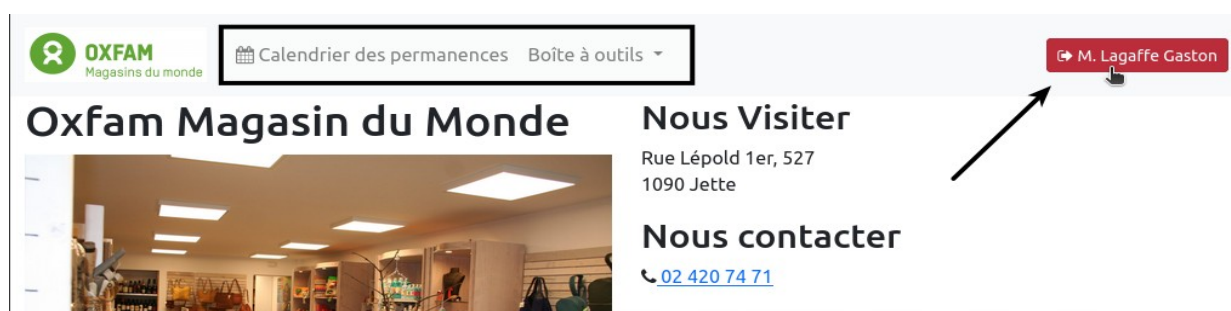 OXFAM
Magasins du monde
Calendrier des permanences Boîte à outils
M. Lagaffe Gaston
Oxfam Magasin du Monde
Nous Visiter
Rue Lépold 1er, 527
1090 Jette
Nous contacter
02 420 74 71